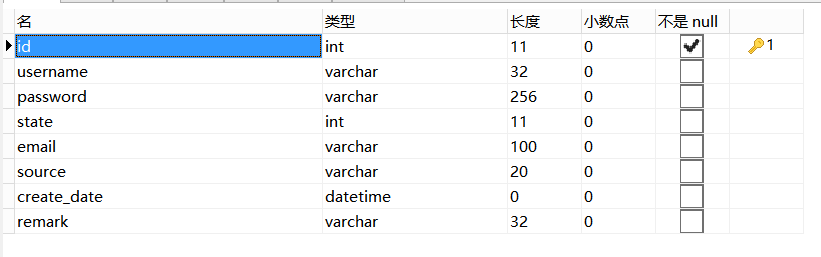 名 类型 长度 小数点 不是 null
id int 11 0 1
username varchar 32 0
password varchar 256 0
state int 11 0
email varchar 100 0
source varchar 20 0
create_date datetime 0 0
remark varchar 32 0